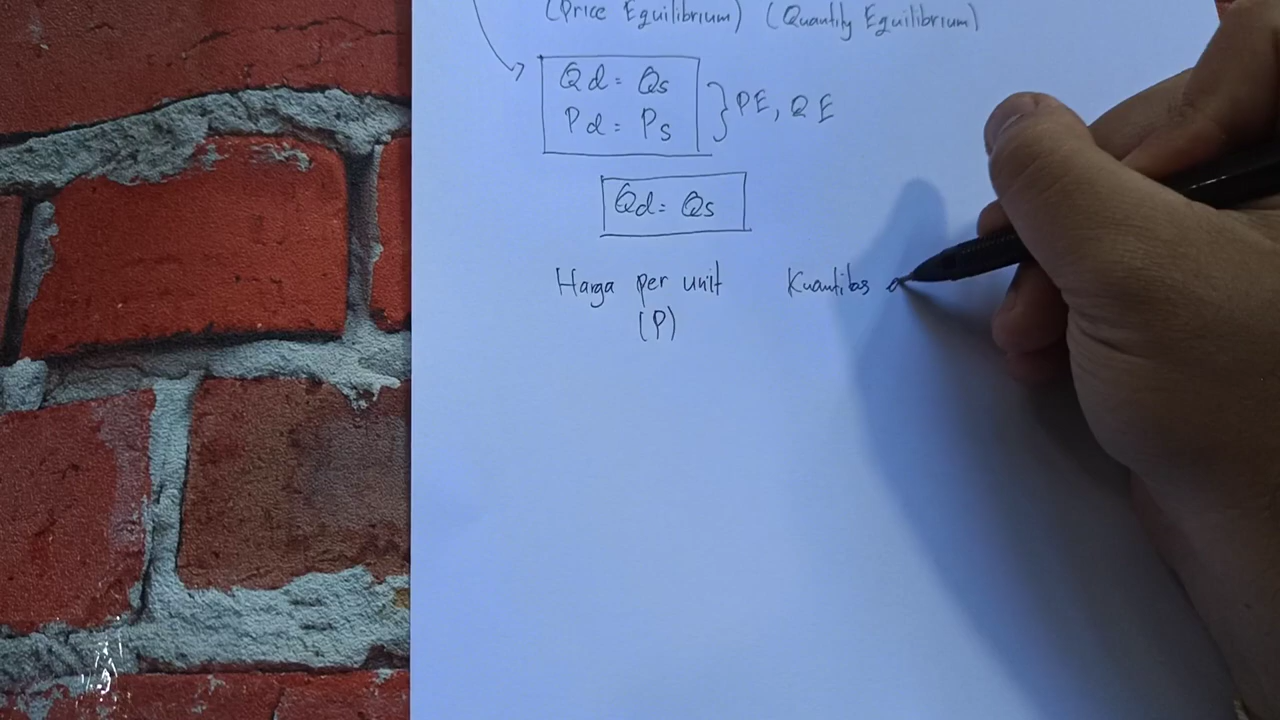 (Price Equilibrium) (Quantity Equilibrium)
Qd = Qs
Pd = Ps
} PE, QE
Qd = Qs
Harga per unit
(P)
Kuantitas